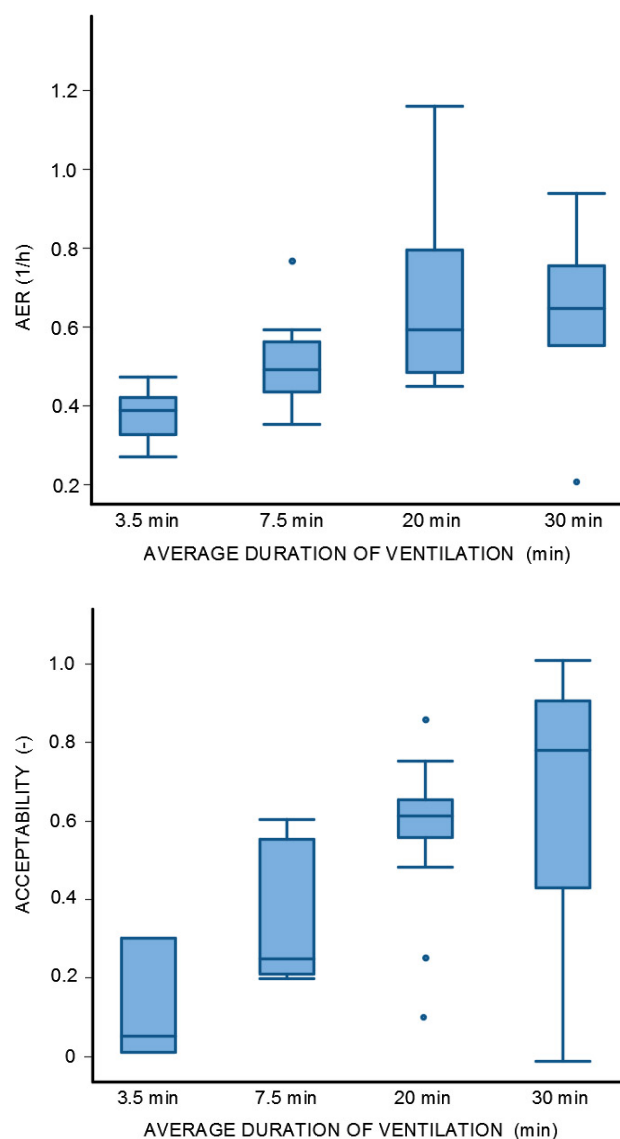 AER (1/h)
1.2
1.0
0.8
0.6
0.4
0.2
3.5 min 7.5 min 20 min 30 min
AVERAGE DURATION OF VENTILATION (min)
ACCEPTABILITY (-)
1.0
0.8
0.6
0.4
0.2
0
3.5 min 7.5 min 20 min 30 min
AVERAGE DURATION OF VENTILATION (min)